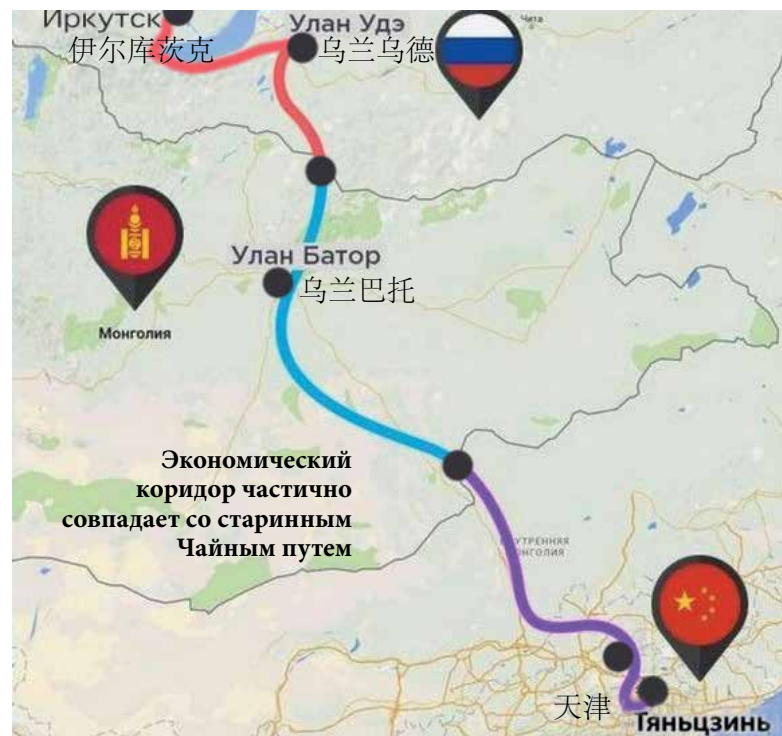 Иркутск
伊尔库茨克
Улан Удэ
乌兰乌德
Чита
Улан Батор
乌兰巴托
Монголия
Экономический
коридор частично
совпадает со старинным
Чайным путем
ВНУТРЕННЯЯ
МОНГОЛИЯ
天津
Тяньцзинь